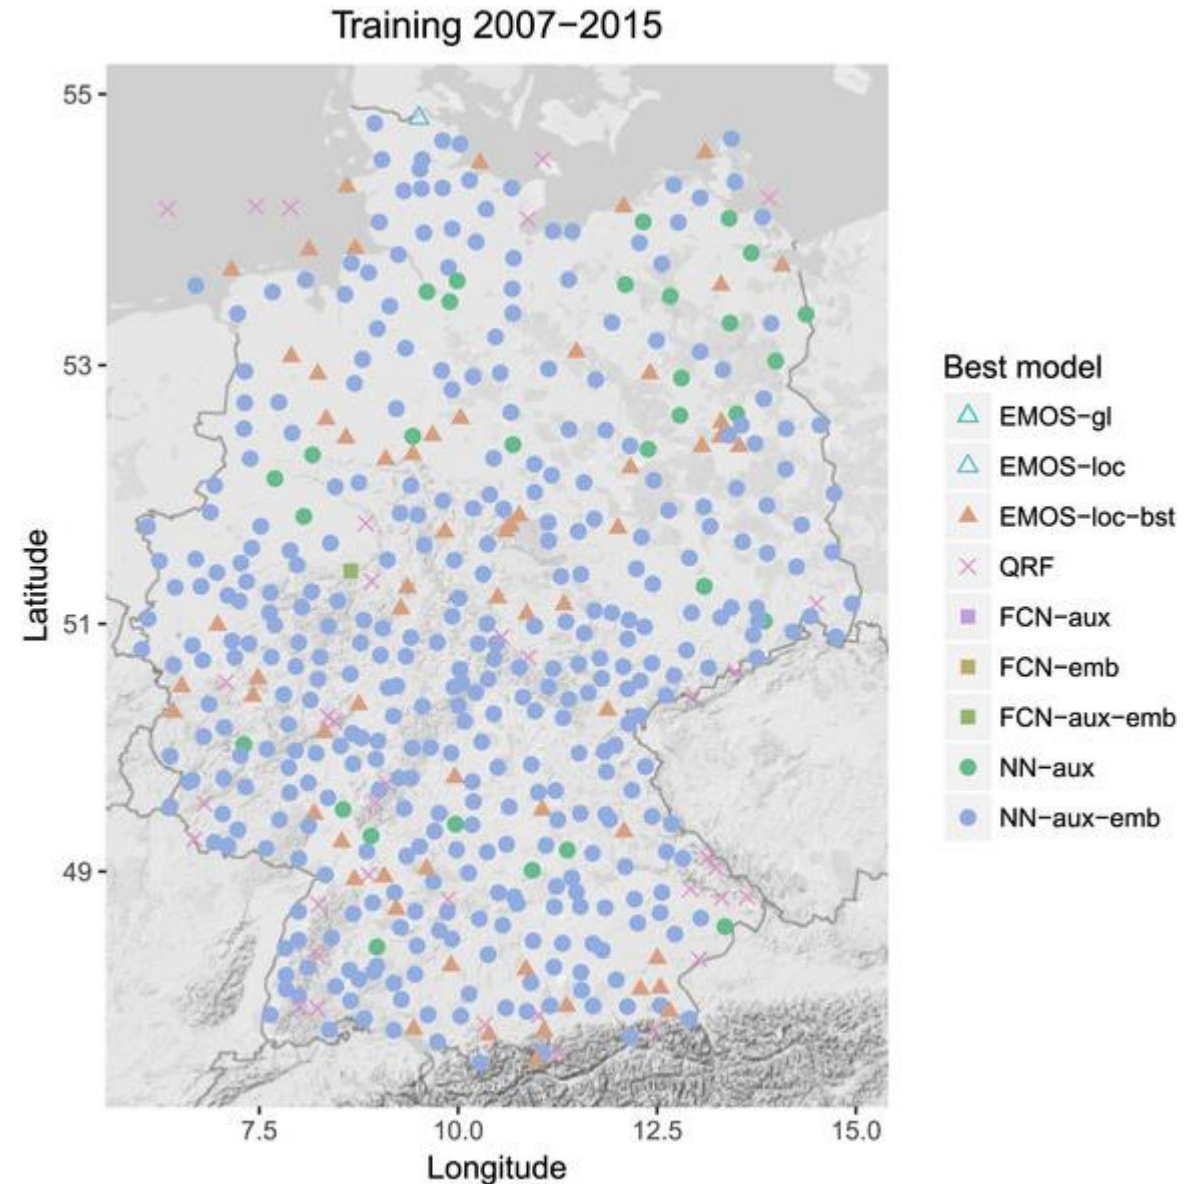 Training 2007−2015
55
53
51
49
Latitude
7.5
10.0
12.5
15.0
Longitude
Best model
EMOS−gl
EMOS−loc
EMOS−loc−bst
QRF
FCN−aux
FCN−emb
FCN−aux−emb
NN−aux
NN−aux−emb